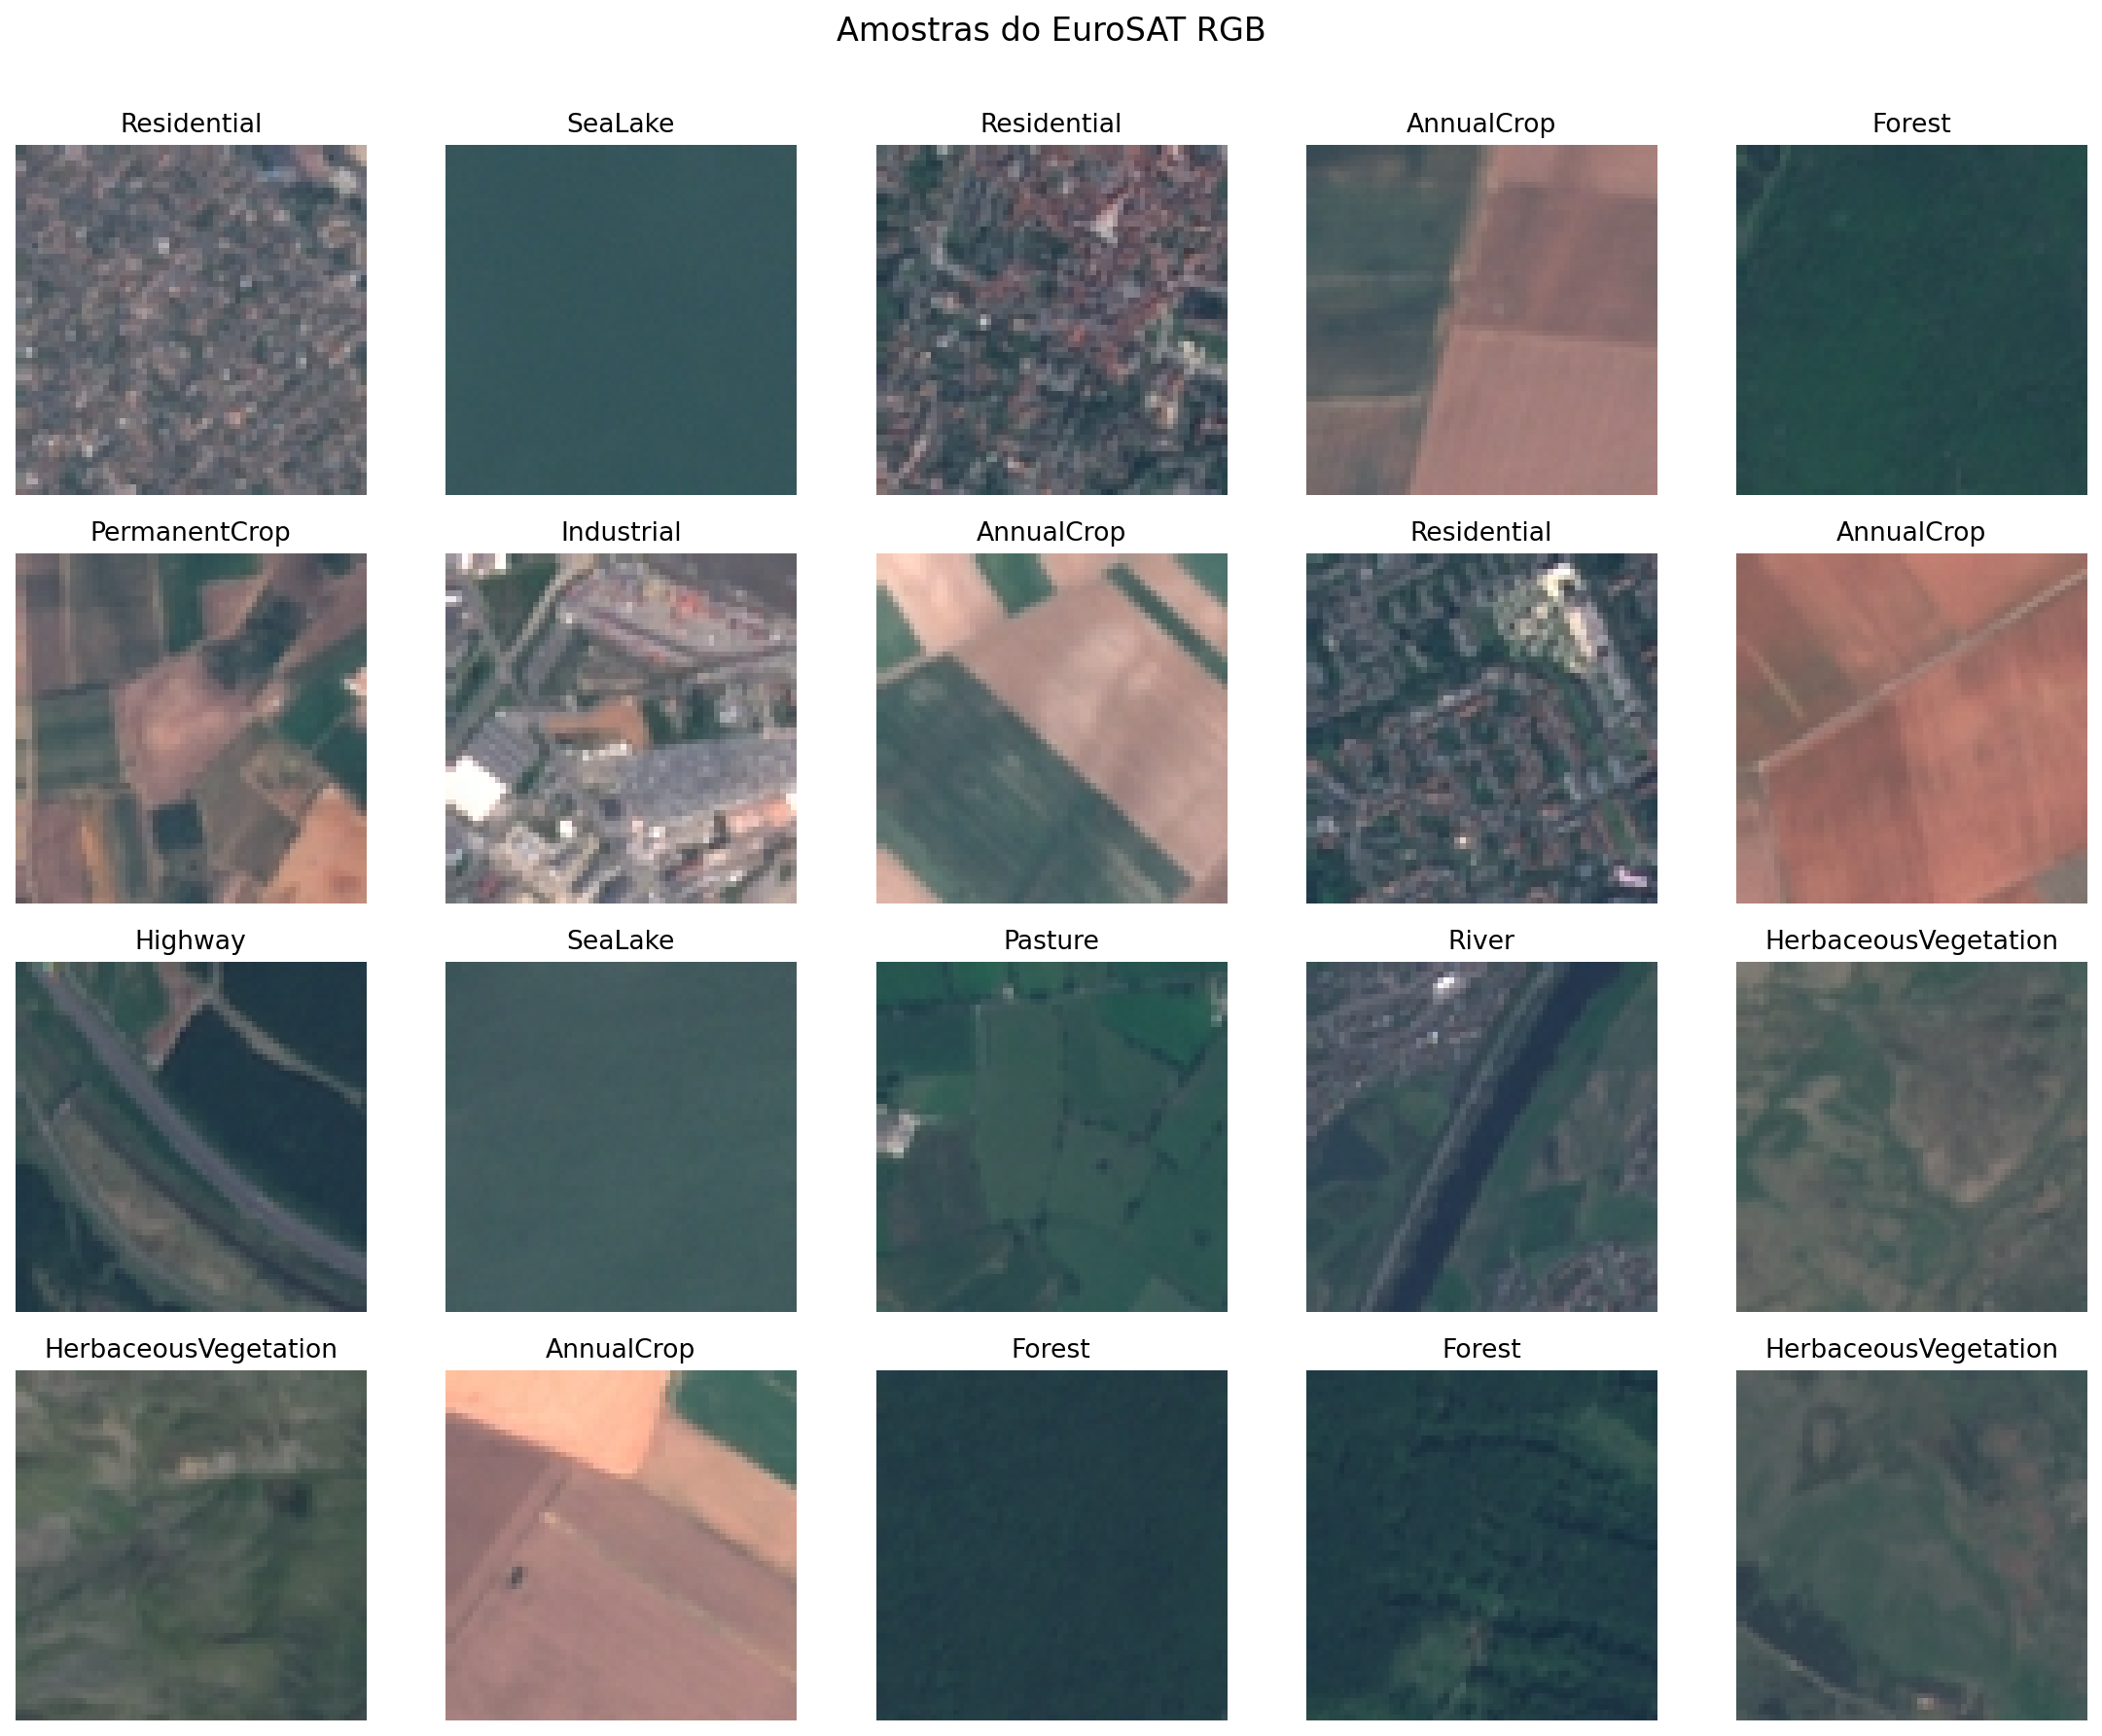 Amostras do EuroSAT RGB
Residential
SeaLake
Residential
AnnualCrop
Forest
PermanentCrop
Industrial
AnnualCrop
Residential
AnnualCrop
Highway
SeaLake
Pasture
River
HerbaceousVegetation
HerbaceousVegetation
AnnualCrop
Forest
Forest
HerbaceousVegetation